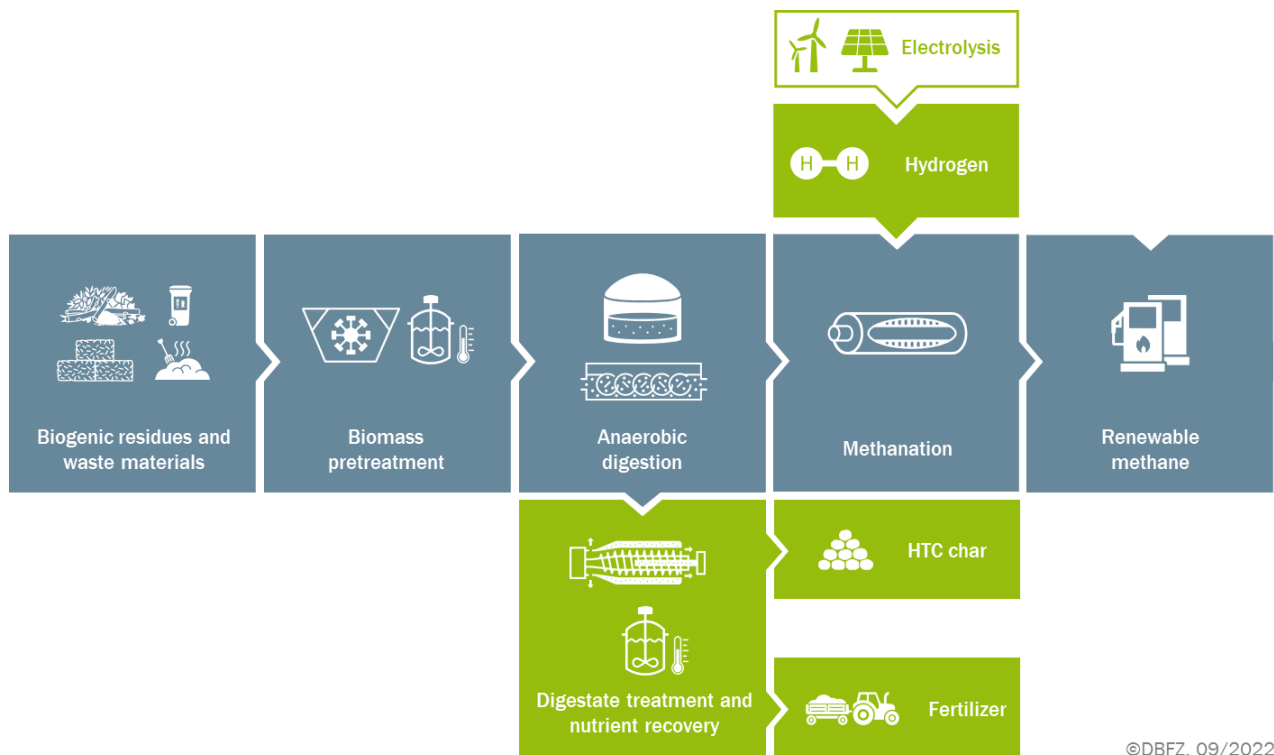 Electrolysis
H H
Hydrogen
Biogenic residues and
waste materials
Biomass
pretreatment
Anaerobic
digestion
Methanation
Renewable
methane
HTC char
Digestate treatment and
nutrient recovery
Fertilizer
©DBFZ, 09/2022